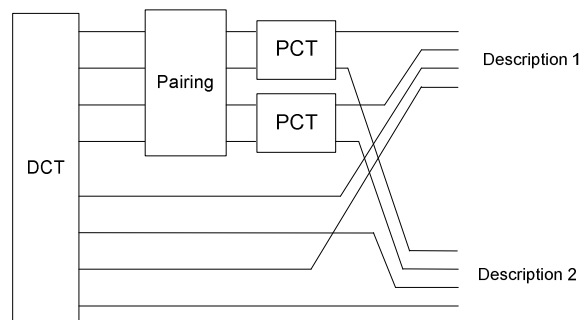 DCT
Pairing
PCT
PCT
Description 1
Description 2